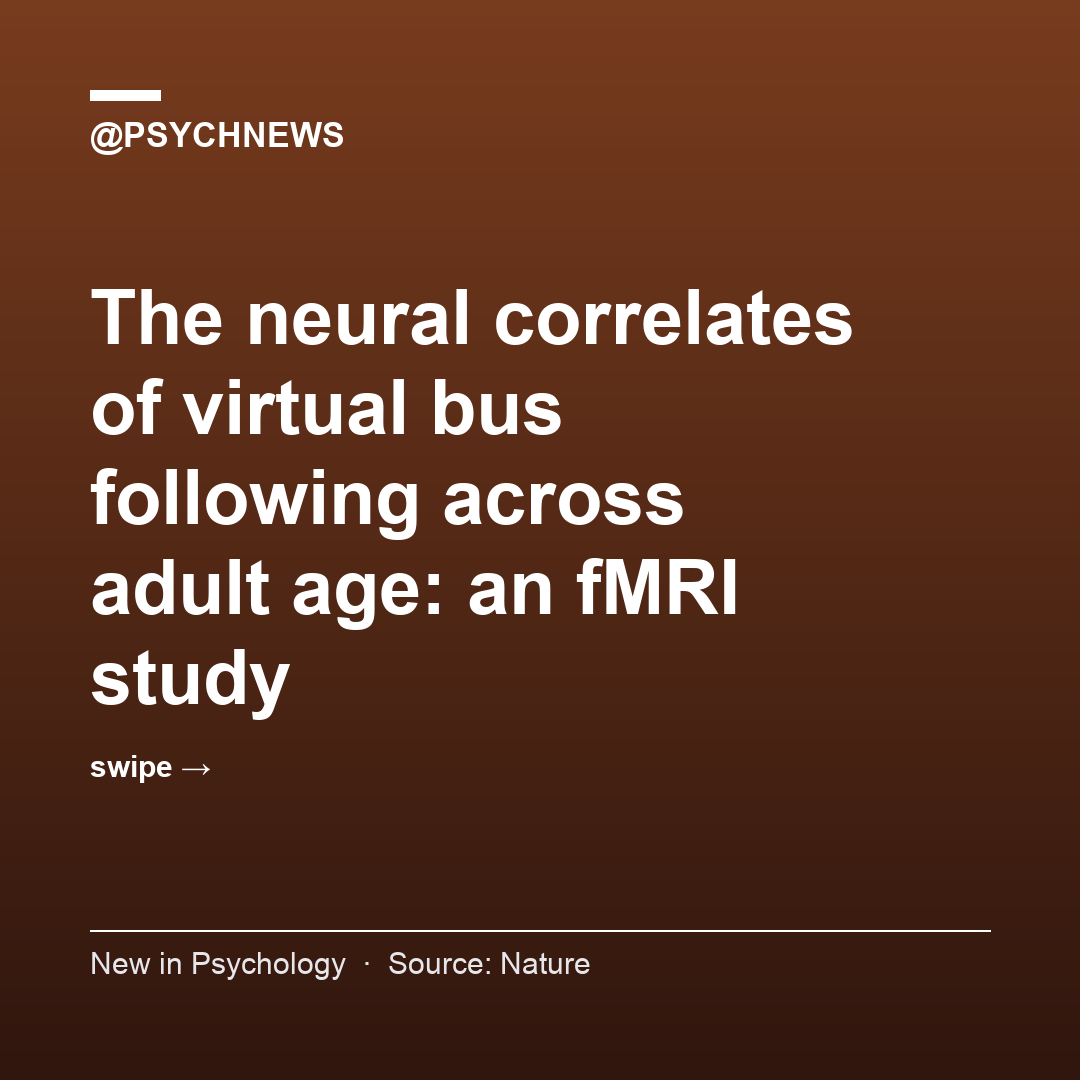 @PSYCHNEWS
The neural correlates
of virtual bus
following across
adult age: an fMRI
study
swipe →
New in Psychology · Source: Nature